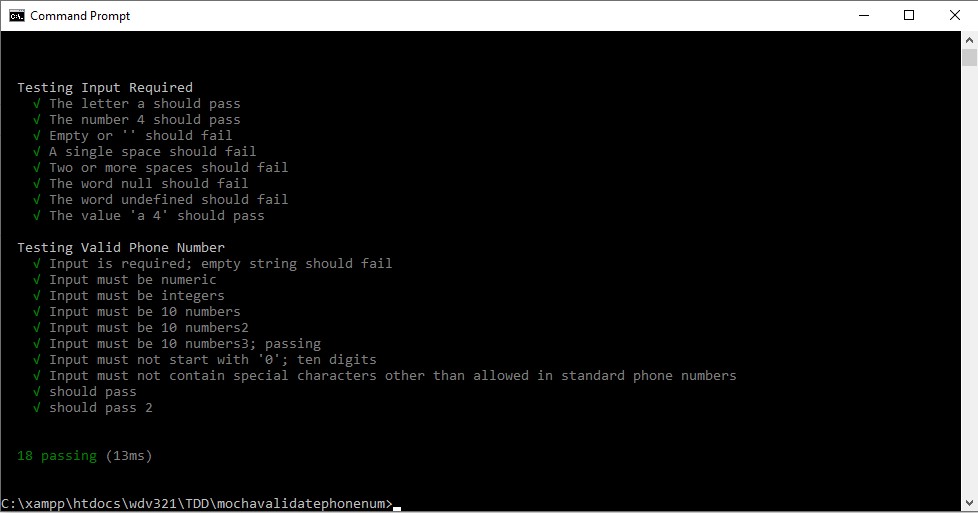 Command Prompt
Testing Input Required
√ The letter a should pass
√ The number 4 should pass
√ Empty or '' should fail
√ A single space should fail
√ Two or more spaces should fail
√ The word null should fail
√ The word undefined should fail
√ The value 'a 4' should pass
Testing Valid Phone Number
√ Input is required; empty string should fail
√ Input must be numeric
√ Input must be integers
√ Input must be 10 numbers
√ Input must be 10 numbers2
√ Input must be 10 numbers3; passing
√ Input must not start with '0'; ten digits
√ Input must not contain special characters other than allowed in standard phone numbers
√ should pass
√ should pass 2
18 passing (13ms)
C:\xampp\htdocs\wdv321\TDD\mochavalidatephonenum>